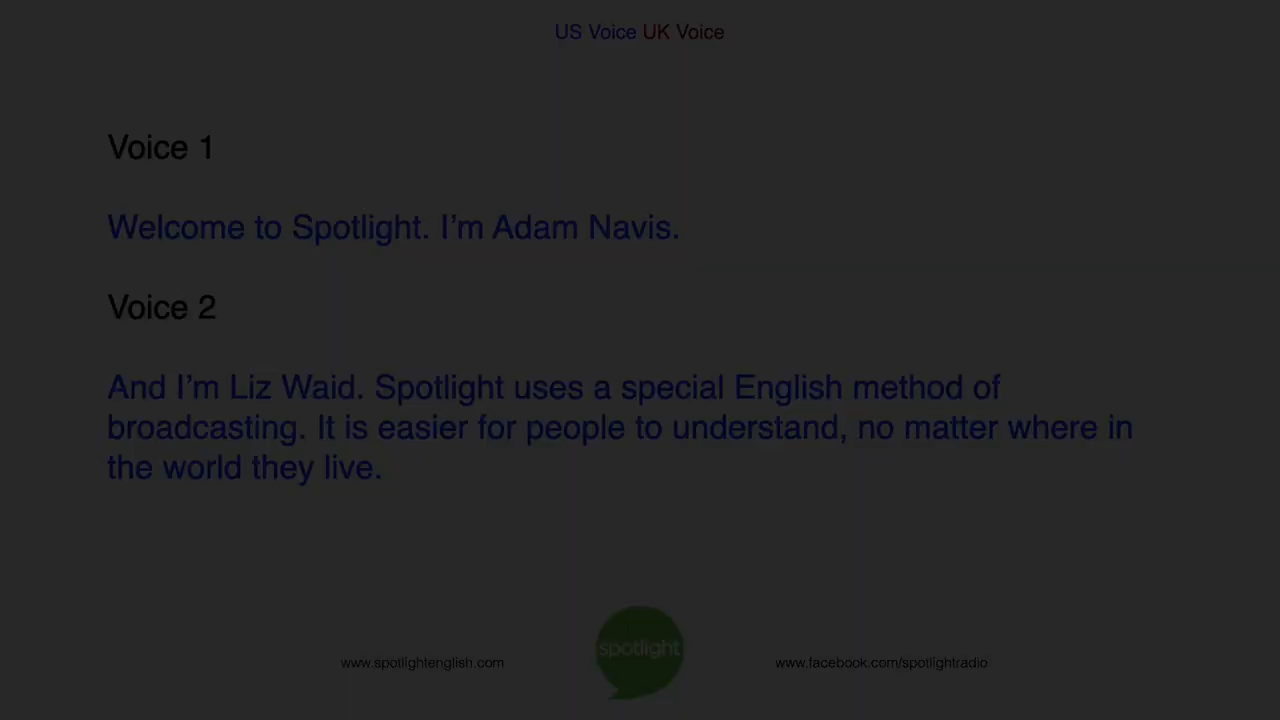 US Voice UK Voice
Voice 1
Welcome to Spotlight. I’m Adam Navis.
Voice 2
And I’m Liz Waid. Spotlight uses a special English method of
broadcasting. It is easier for people to understand, no matter where in
the world they live.
spotlight
www.spotlightenglish.com
www.facebook.com/spotlightradio